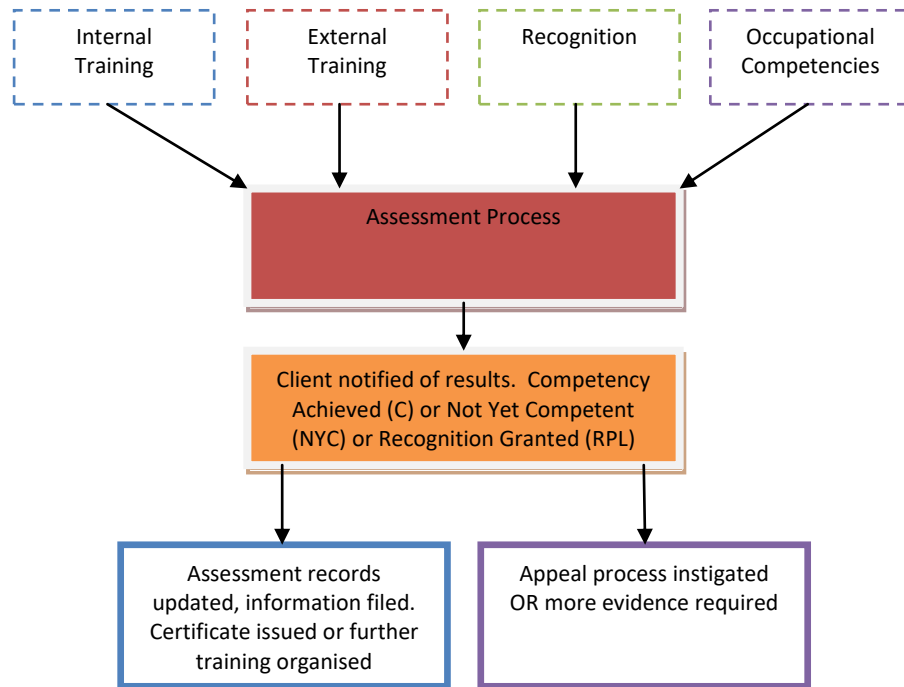 Internal
Training
External
Training
Recognition
Occupational
Competencies
Assessment Process
Client notified of results.  Competency
Achieved (C) or Not Yet Competent
(NYC) or Recognition Granted (RPL)
Assessment records
updated, information filed.
Certificate issued or further
training organised
Appeal process instigated
OR more evidence required